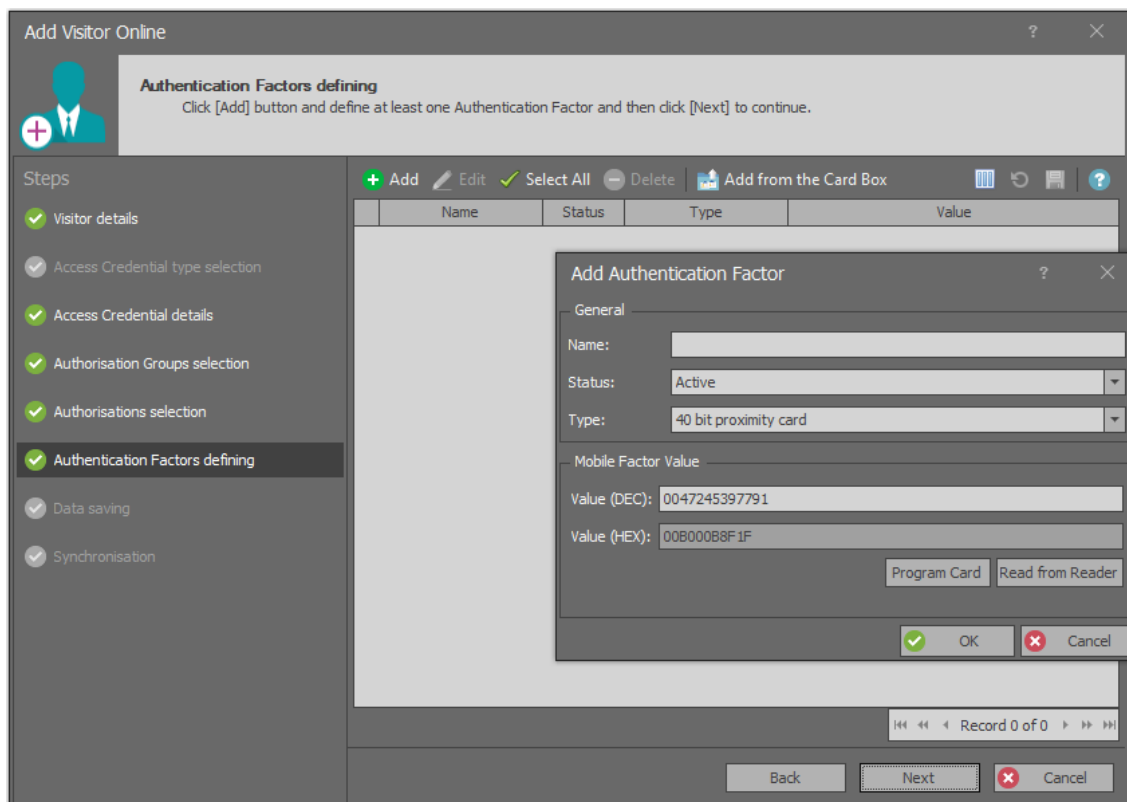 Add Visitor Online
?
Authentication Factors defining
Click [Add] button and define at least one Authentication Factor and then click [Next] to continue.
Steps
Visitor details
Access Credential type selection
Access Credential details
Authorisation Groups selection
Authorisations selection
Authentication Factors defining
Data saving
Synchronisation
Add Edit Select All Delete Add from the Card Box ?
Name Status Type Value
Add Authentication Factor ?
General
Name:
Status: Active
Type: 40 bit proximity card
Mobile Factor Value
Value (DEC): 0047245397791
Value (HEX): 00B000B8F1F
Program Card Read from Reader
OK Cancel
Record 0 of 0
Back Next Cancel